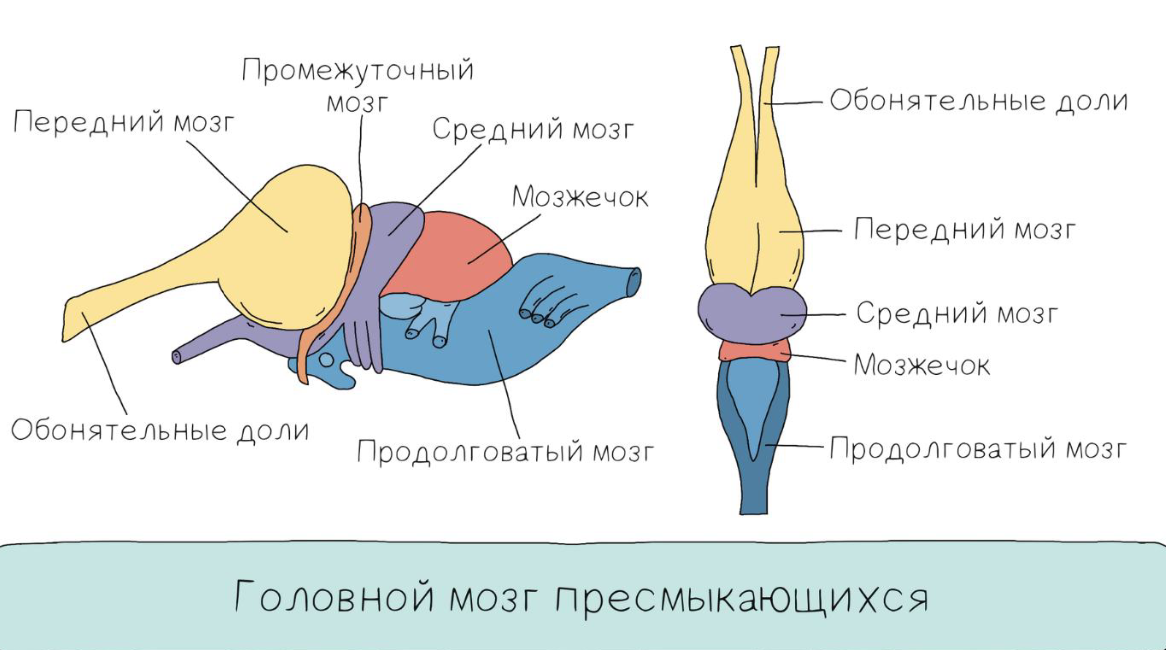 Промежуточный
мозг
Передний мозг
Средний мозг
Мозжечок
Обонятельные доли
Продолговатый мозг
Обонятельные доли
Передний мозг
Средний мозг
Мозжечок
Продолговатый мозг
Головной мозг пресмыкающихся